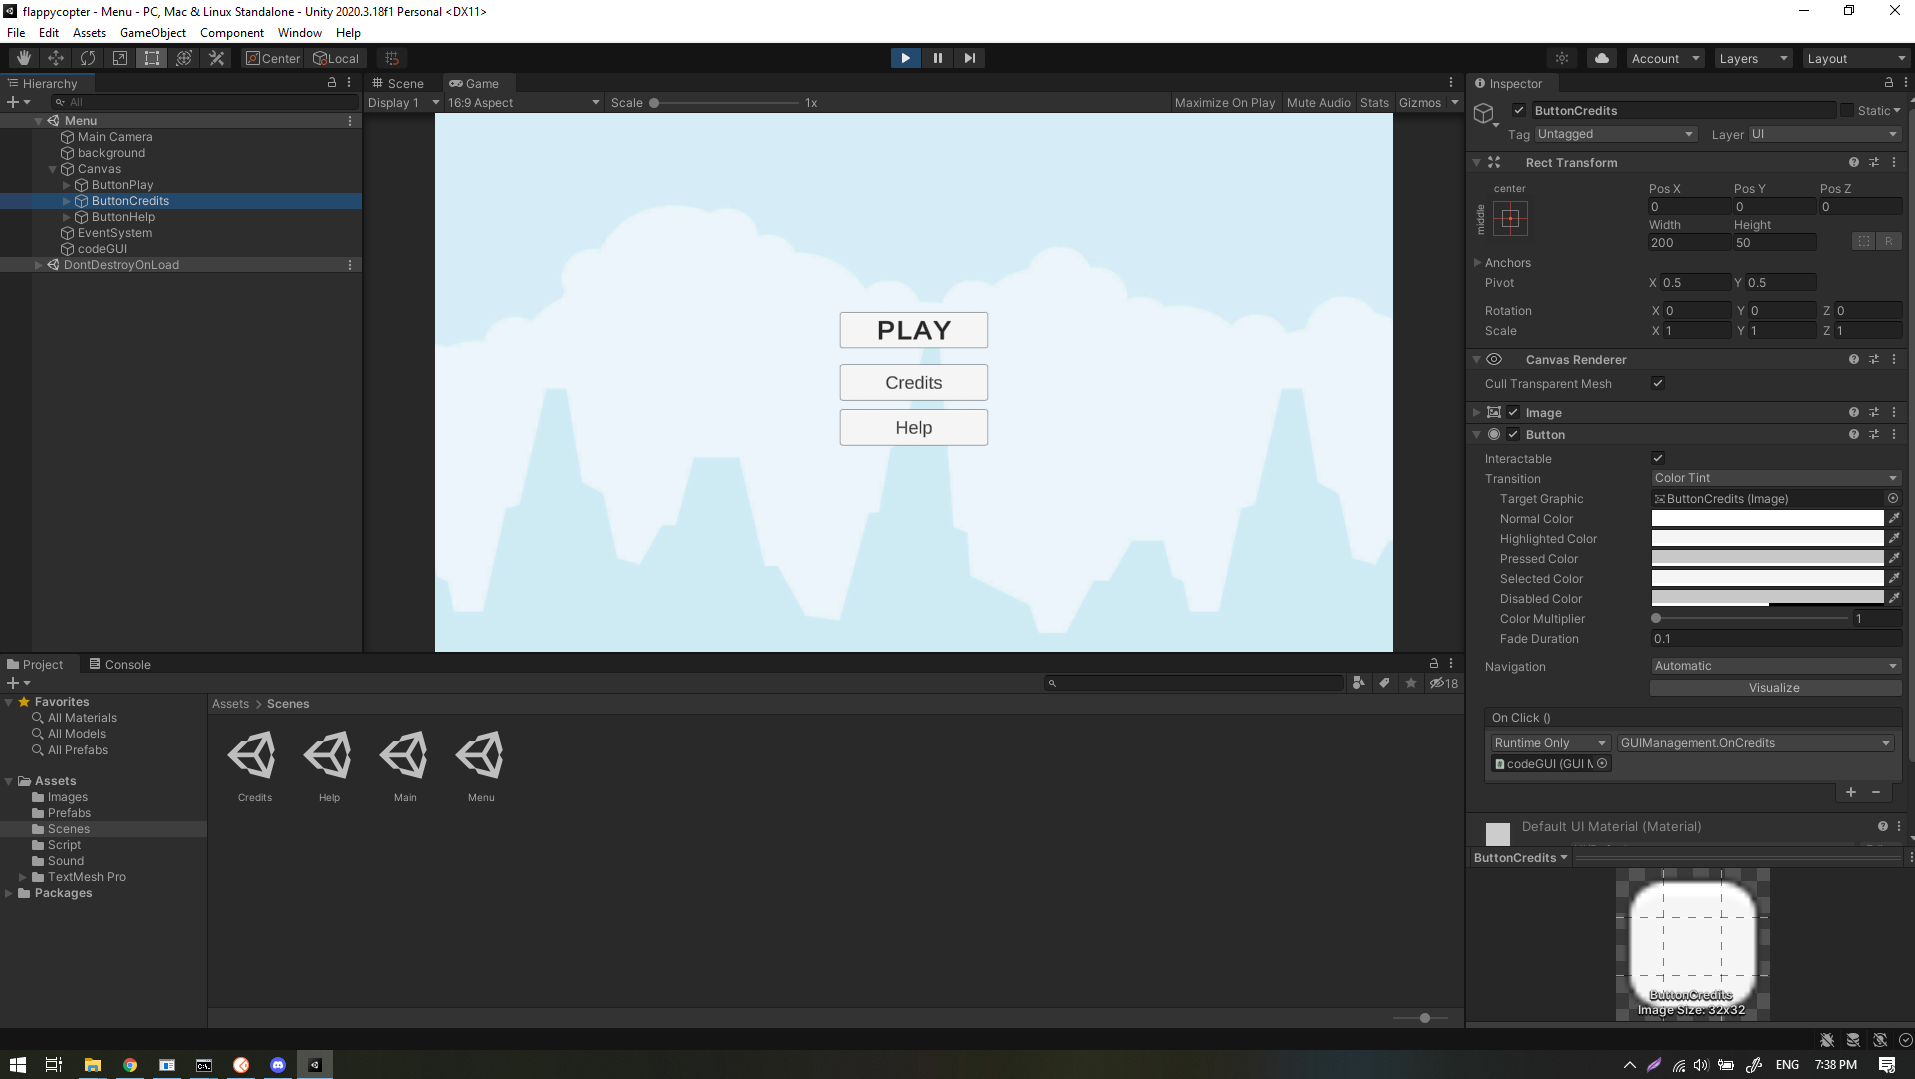 flappycopter - Menu - PC, Mac & Linux Standalone - Unity 2020.3.18f1 Personal <DX11>
File Edit Assets GameObject Component Window Help
Center Local Account Layers Layout
Hierarchy
All
Menu
Main Camera
background
Canvas
ButtonPlay
ButtonCredits
ButtonHelp
EventSystem
codeGUI
DontDestroyOnLoad
Scene Game
Display 1 16:9 Aspect Scale 1x Maximize On Play Mute Audio Stats Gizmos
PLAY
Credits
Help
Inspector
ButtonCredits Static
Tag Untagged Layer UI
Rect Transform
center
middle
Pos X Pos Y Pos Z
0 0 0
Width Height
200 50 R
Anchors
Pivot X 0.5 Y 0.5
Rotation X 0 Y 0 Z 0
Scale X 1 Y 1 Z 1
Canvas Renderer
Cull Transparent Mesh
Image
Button
Interactable
Transition Color Tint
Target Graphic ButtonCredits (Image)
Normal Color
Highlighted Color
Pressed Color
Selected Color
Disabled Color
Color Multiplier 1
Fade Duration 0.1
Navigation Automatic
Visualize
On Click ()
Runtime Only GUIManagement.OnCredits
codeGUI (GUI M
Default UI Material (Material)
ButtonCredits
ButtonCredits
Image Size: 32x32
Project Console
18
Favorites
All Materials
All Models
All Prefabs
Assets
Images
Prefabs
Scenes
Script
Sound
TextMesh Pro
Packages
Assets > Scenes
Credits Help Main Menu
ENG 7:38 PM